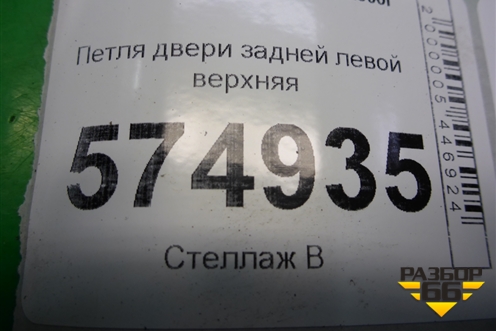 Петля двери задней левой
верхняя
574935
Стеллаж В
2000005446924
РАЗБОР
66